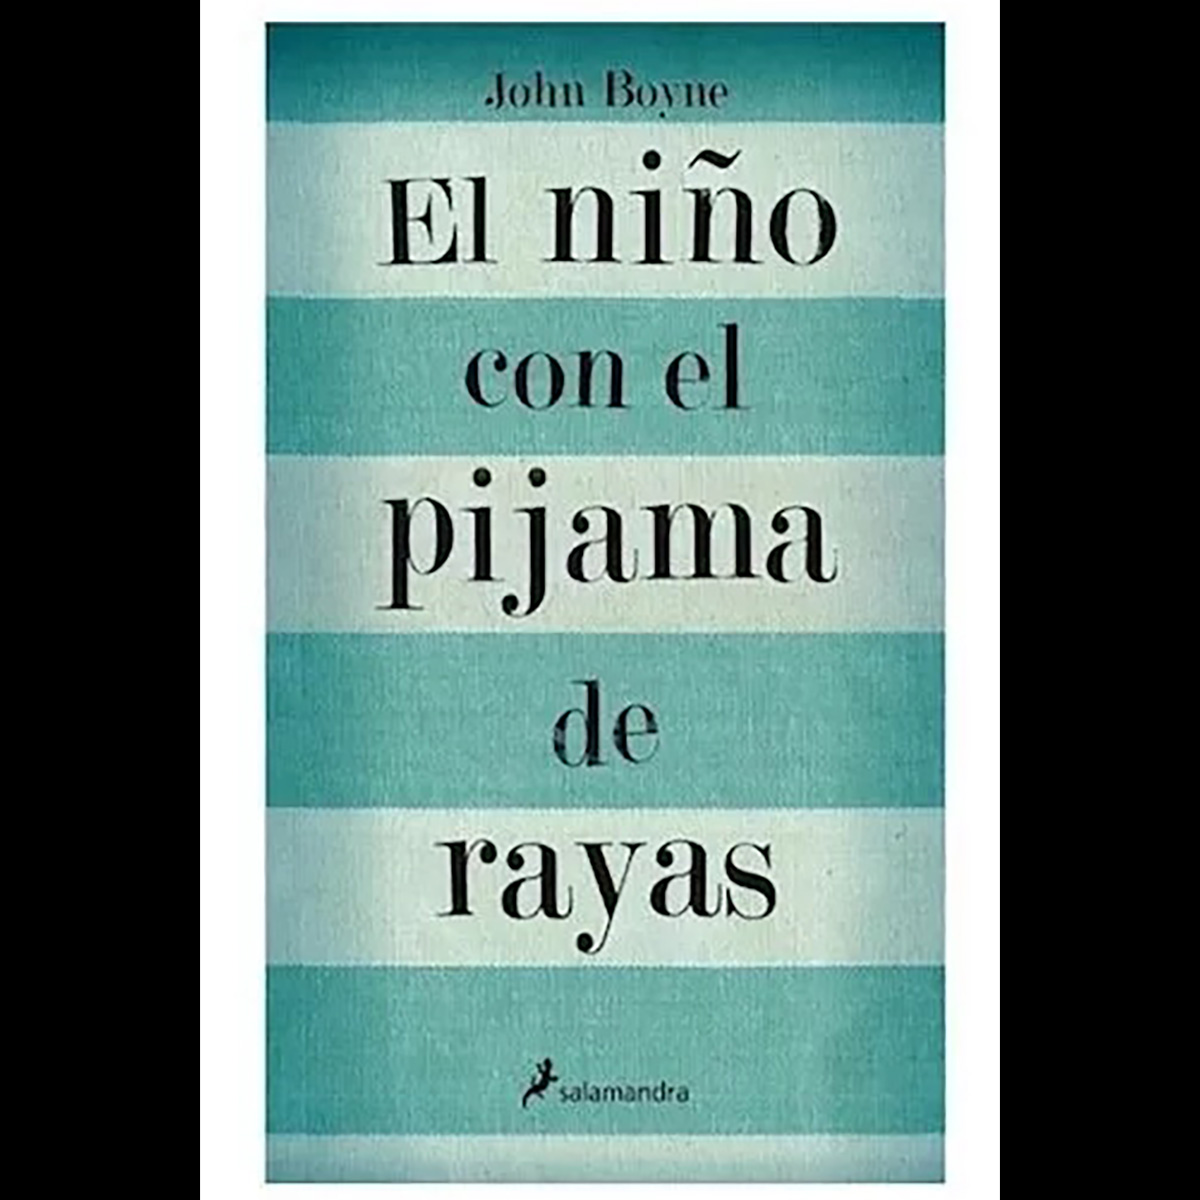 John Boyne
El niño
con el
pijama
de
rayas
salamandra